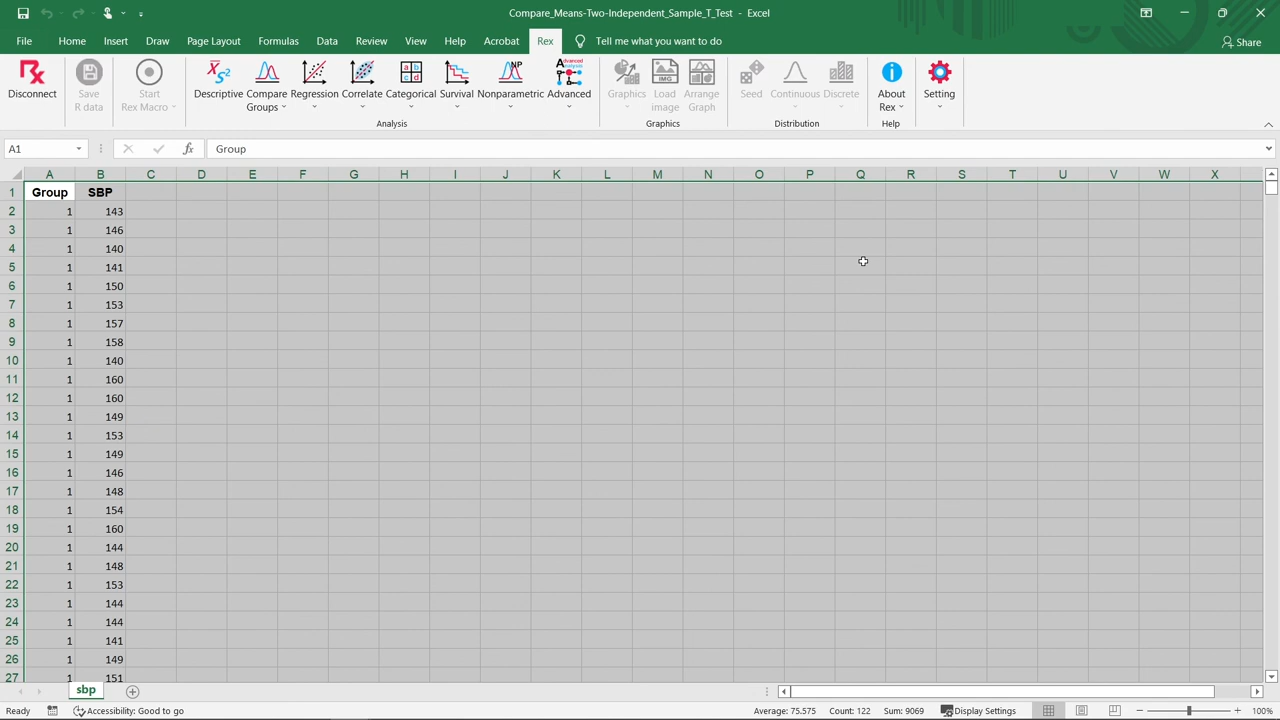 Compare_Means-Two-Independent_Sample_T_Test - Excel
File Home Insert Draw Page Layout Formulas Data Review View Help Acrobat Rex Tell me what you want to do Share
Disconnect Save R data Start Rex Macro Descriptive Compare Groups Regression Correlate Categorical Survival Nonparametric Advanced Graphics Load image Arrange Graph Seed Continuous Discrete About Rex Setting
Analysis Graphics Distribution Help
A1 fx Group
A B C D E F G H I J K L M N O P Q R S T U V W X
1 Group SBP
2 1 143
3 1 146
4 1 140
5 1 141
6 1 150
7 1 153
8 1 157
9 1 158
10 1 140
11 1 160
12 1 160
13 1 149
14 1 153
15 1 149
16 1 146
17 1 148
18 1 154
19 1 160
20 1 144
21 1 148
22 1 153
23 1 144
24 1 144
25 1 141
26 1 149
27 1 151
sbp
Ready Accessibility: Good to go Average: 75.575 Count: 122 Sum: 9069 Display Settings 100%